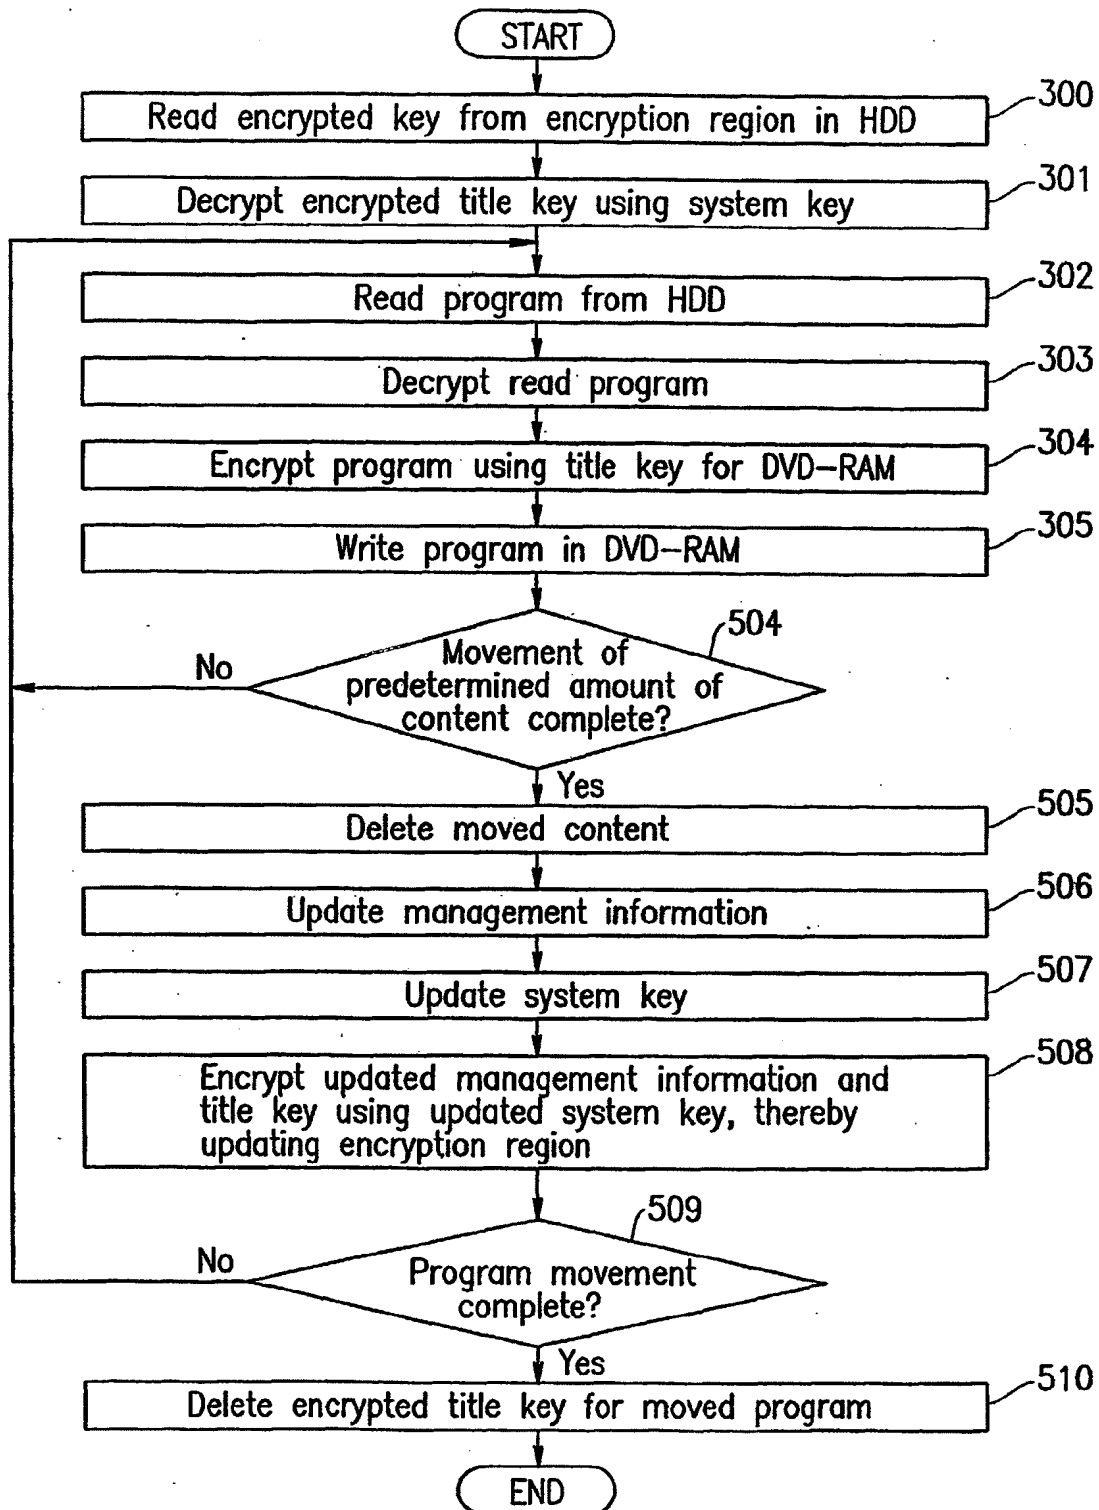 START
Read encrypted key from encryption region in HDD
300
Decrypt encrypted title key using system key
301
Read program from HDD
302
Decrypt read program
303
Encrypt program using title key for DVD-RAM
304
Write program in DVD-RAM
305
504
Movement of
predetermined amount of
content complete?
No
Yes
Delete moved content
505
Update management information
506
Update system key
507
Encrypt updated management information and
title key using updated system key, thereby
updating encryption region
508
509
Program movement
complete?
No
Yes
Delete encrypted title key for moved program
510
END